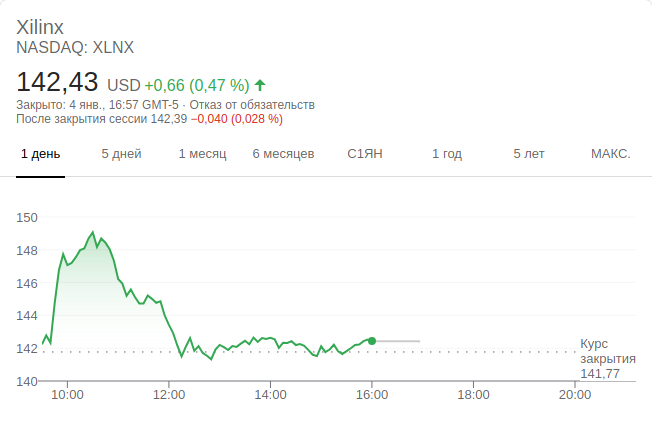 Xilinx
NASDAQ: XLNX
142,43 USD +0,66 (0,47 %)
Закрыто: 4 янв., 16:57 GMT-5 · Отказ от обязательств
После закрытия сессии 142,39 −0,040 (0,028 %)
1 день 5 дней 1 месяц 6 месяцев С1ЯН 1 год 5 лет МАКС.
150
148
146
144
142
140
Курс
закрытия
141,77
10:00 12:00 14:00 16:00 18:00 20:00